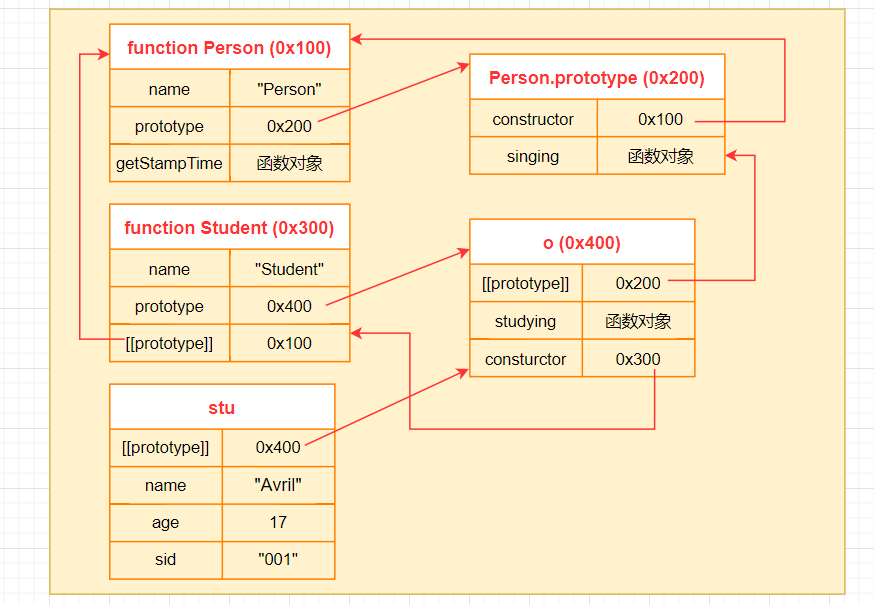 function Person (0x100)
name "Person"
prototype 0x200
getStampTime 函数对象
Person.prototype (0x200)
constructor 0x100
singing 函数对象
function Student (0x300)
name "Student"
prototype 0x400
[[prototype]] 0x100
o (0x400)
[[prototype]] 0x200
studying 函数对象
consturctor 0x300
stu
[[prototype]] 0x400
name "Avril"
age 17
sid "001"